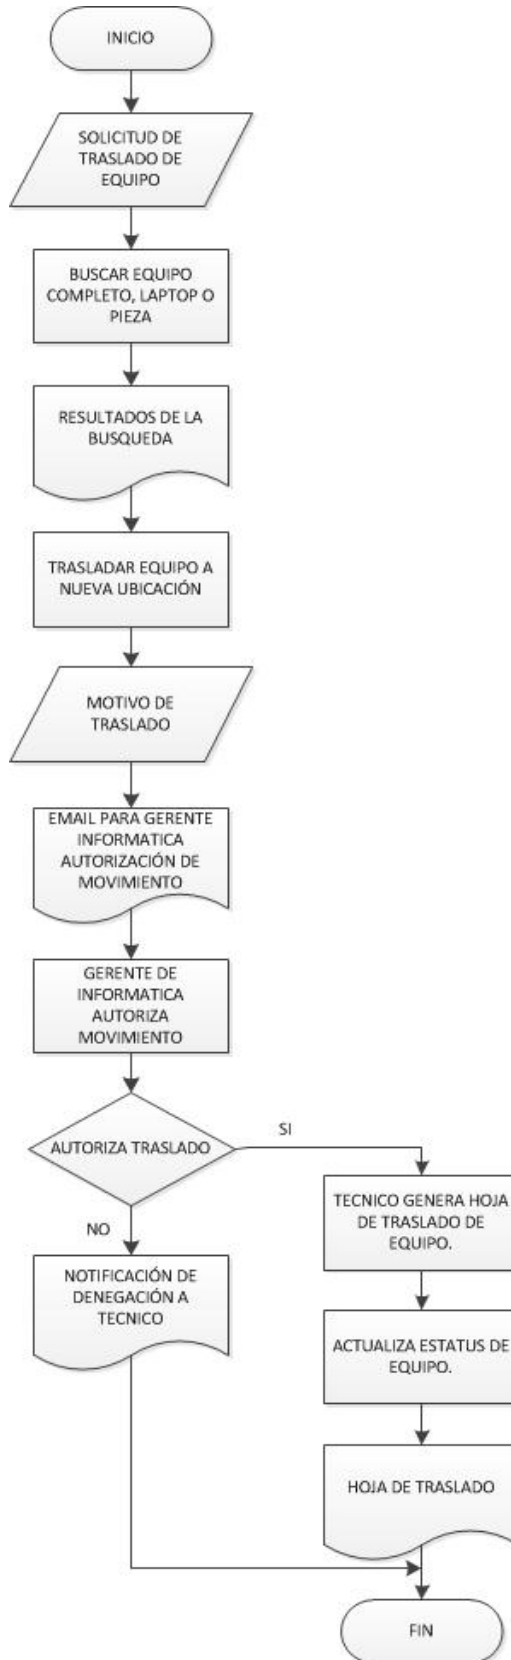 INICIO
SOLICITUD DE
TRASLADO DE
EQUIPO
BUSCAR EQUIPO
COMPLETO, LAPTOP O
PIEZA
RESULTADOS DE LA
BUSQUEDA
TRASLADAR EQUIPO A
NUEVA UBICACIÓN
MOTIVO DE
TRASLADO
EMAIL PARA GERENTE
INFORMATICA
AUTORIZACIÓN DE
MOVIMIENTO
GERENTE DE
INFORMATICA
AUTORIZA
MOVIMIENTO
AUTORIZA TRASLADO
SI
TECNICO GENERA HOJA
DE TRASLADO DE
EQUIPO.
NO
NOTIFICACIÓN DE
DENEGACIÓN A
TECNICO
ACTUALIZA ESTATUS DE
EQUIPO.
HOJA DE TRASLADO
FIN